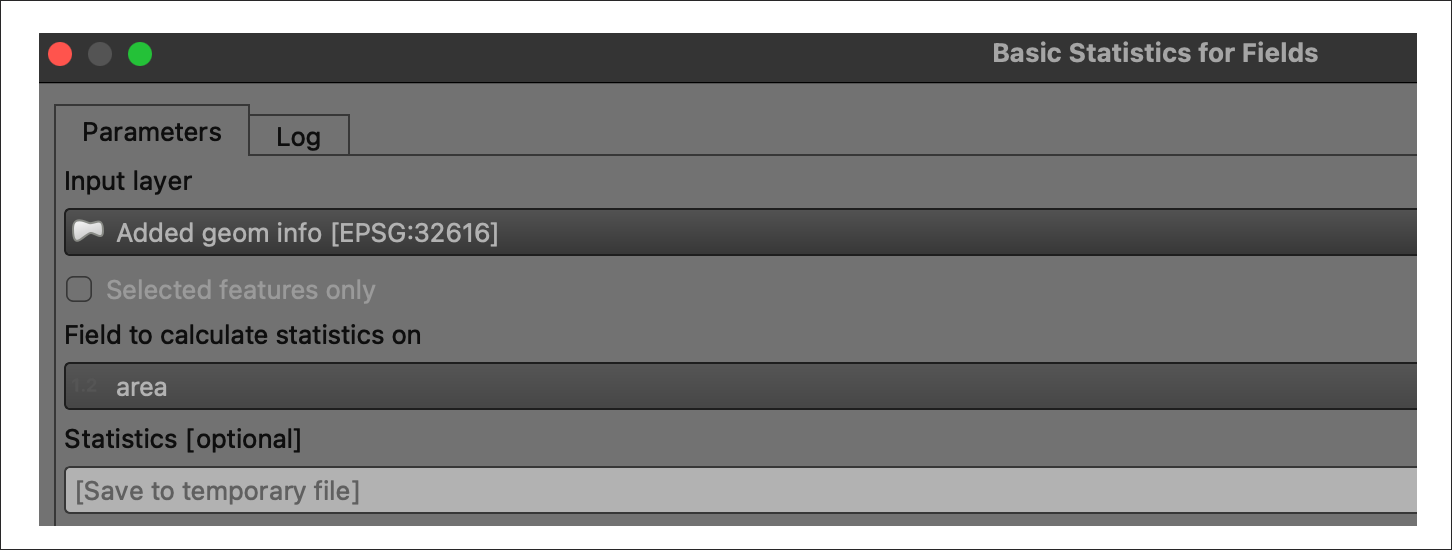 Basic Statistics for Fields
Parameters
Log
Input layer
Added geom info [EPSG:32616]
Selected features only
Field to calculate statistics on
1.2 area
Statistics [optional]
[Save to temporary file]